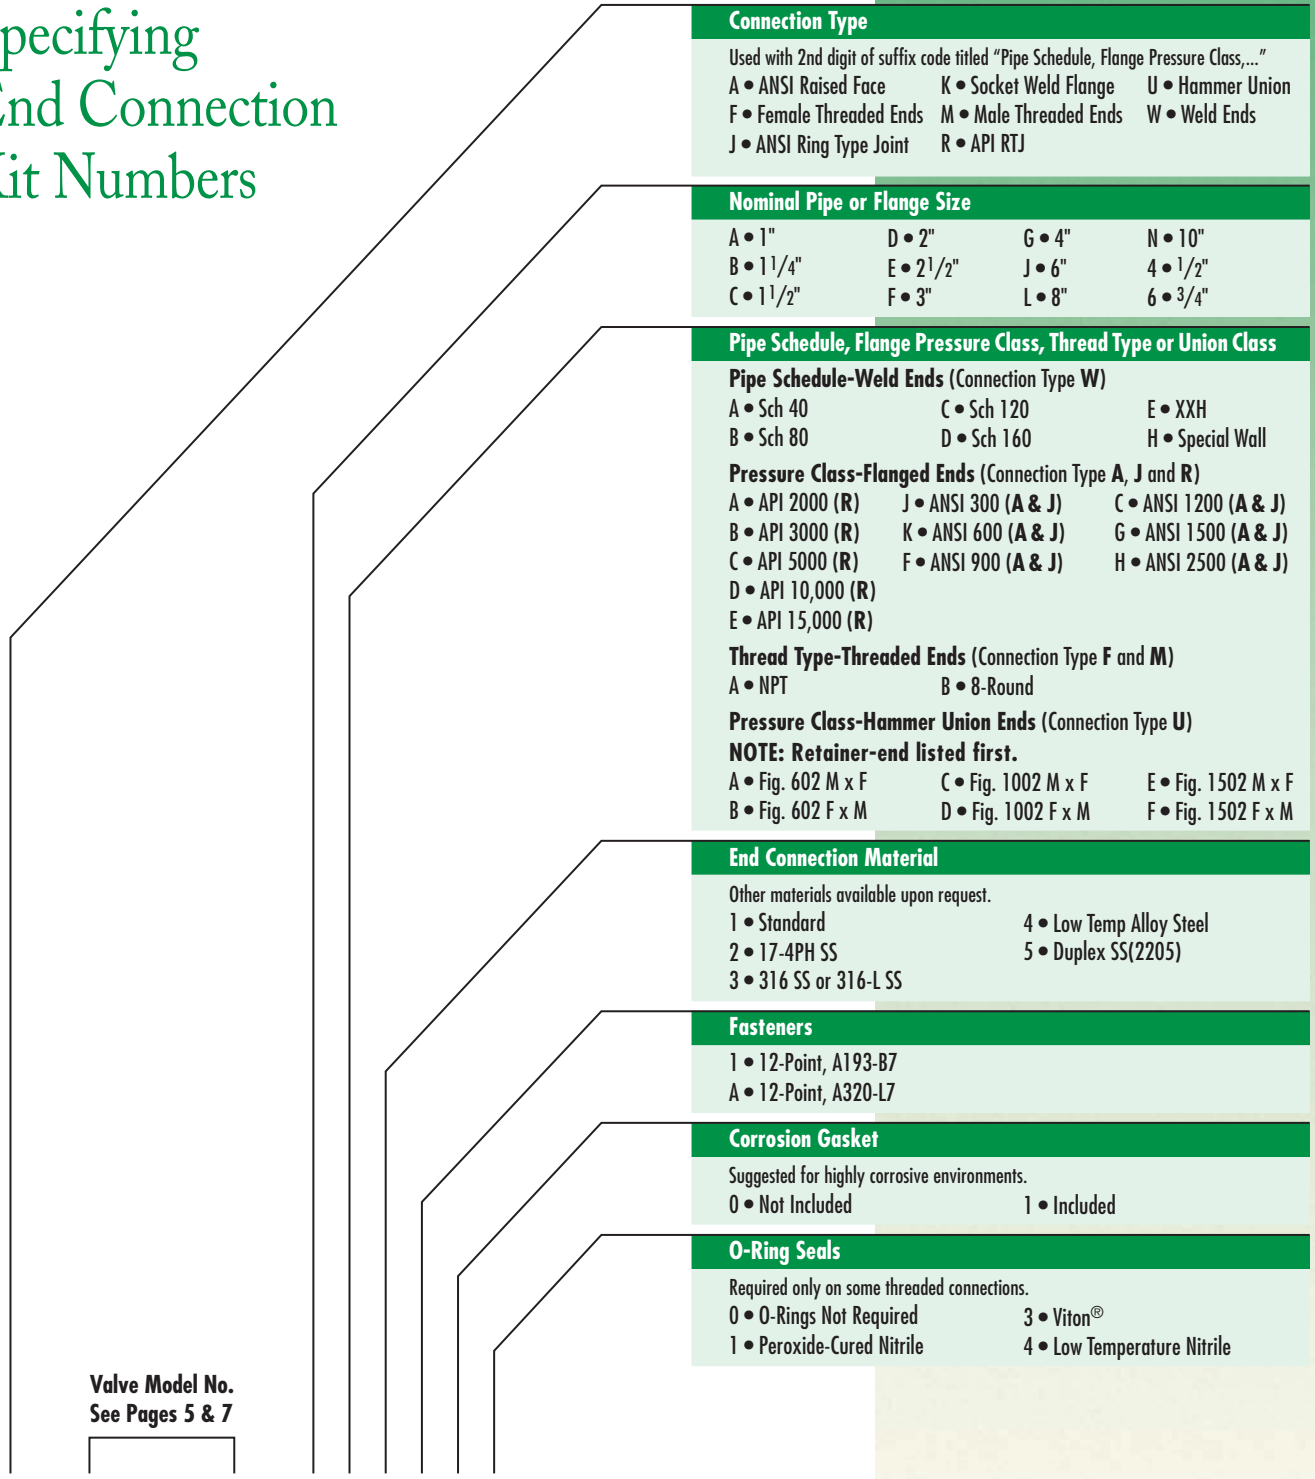 pecifying
End Connection
Kit Numbers
Connection Type
Used with 2nd digit of suffix code titled “Pipe Schedule, Flange Pressure Class,...”
A • ANSI Raised Face K • Socket Weld Flange U • Hammer Union
F • Female Threaded Ends M • Male Threaded Ends W • Weld Ends
J • ANSI Ring Type Joint R • API RTJ
Nominal Pipe or Flange Size
A • 1" D • 2" G • 4" N • 10"
B • 1 1/4" E • 2 1/2" J • 6" 4 • 1/2"
C • 1 1/2" F • 3" L • 8" 6 • 3/4"
Pipe Schedule, Flange Pressure Class, Thread Type or Union Class
Pipe Schedule-Weld Ends (Connection Type W)
A • Sch 40 C • Sch 120 E • XXH
B • Sch 80 D • Sch 160 H • Special Wall
Pressure Class-Flanged Ends (Connection Type A, J and R)
A • API 2000 (R) J • ANSI 300 (A & J) C • ANSI 1200 (A & J)
B • API 3000 (R) K • ANSI 600 (A & J) G • ANSI 1500 (A & J)
C • API 5000 (R) F • ANSI 900 (A & J) H • ANSI 2500 (A & J)
D • API 10,000 (R)
E • API 15,000 (R)
Thread Type-Threaded Ends (Connection Type F and M)
A • NPT B • 8-Round
Pressure Class-Hammer Union Ends (Connection Type U)
NOTE: Retainer-end listed first.
A • Fig. 602 M x F C • Fig. 1002 M x F E • Fig. 1502 M x F
B • Fig. 602 F x M D • Fig. 1002 F x M F • Fig. 1502 F x M
End Connection Material
Other materials available upon request.
1 • Standard 4 • Low Temp Alloy Steel
2 • 17-4PH SS 5 • Duplex SS(2205)
3 • 316 SS or 316-L SS
Fasteners
1 • 12-Point, A193-B7
A • 12-Point, A320-L7
Corrosion Gasket
Suggested for highly corrosive environments.
0 • Not Included 1 • Included
O-Ring Seals
Required only on some threaded connections.
0 • O-Rings Not Required 3 • Viton®
1 • Peroxide-Cured Nitrile 4 • Low Temperature Nitrile
Valve Model No.
See Pages 5 & 7